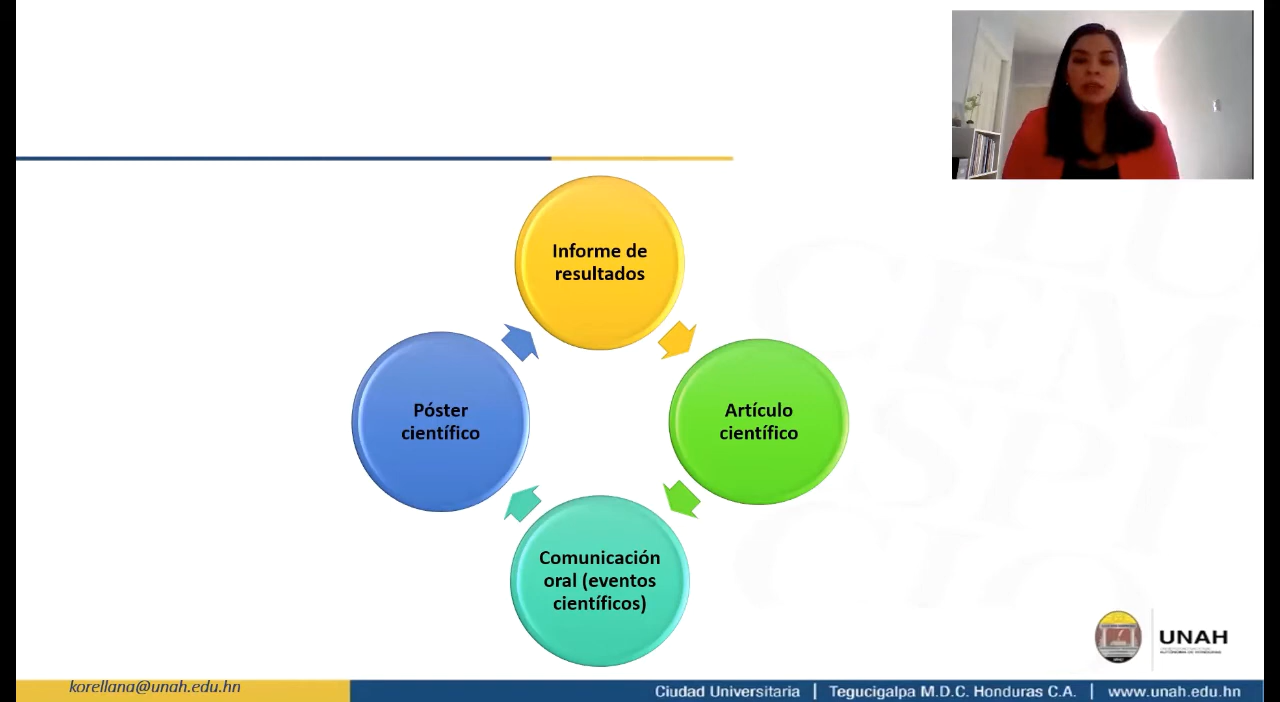 Informe de
resultados
Póster
científico
Artículo
científico
Comunicación
oral (eventos
científicos)
UNAH
korellana@unah.edu.hn
Ciudad Universitaria | Tegucigalpa M.D.C. Honduras C.A. | www.unah.edu.hn